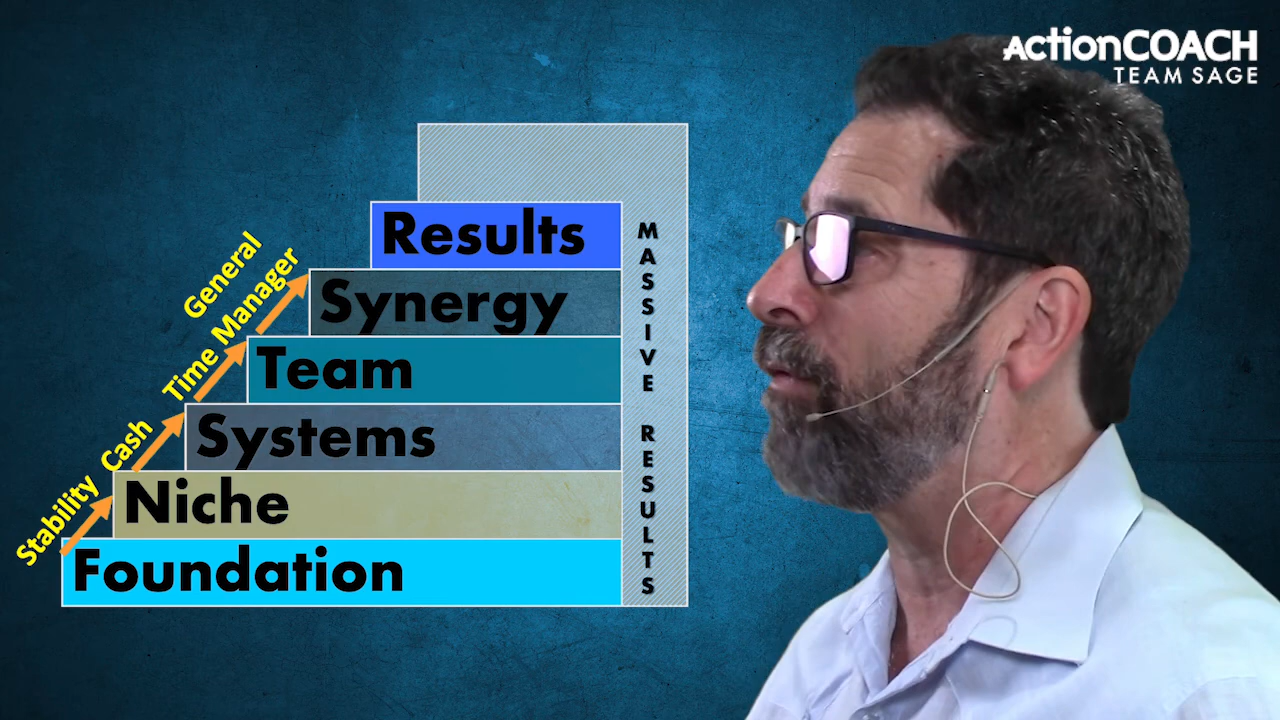 ActionCOACH
TEAM SAGE
MASSIVE RESULTS
Results
General
Manager
Synergy
Time
Team
Cash
Systems
Stability
Niche
Foundation